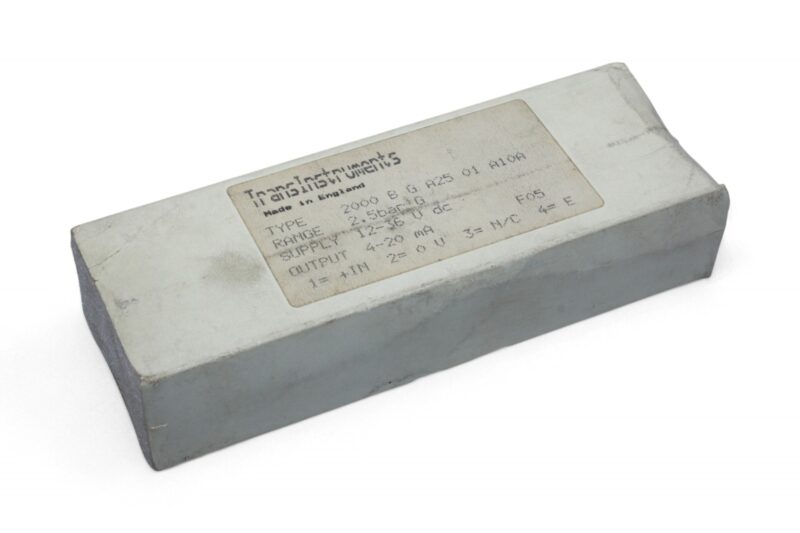 TransInstruments
Made in England
TYPE 2000 B G A25 01 A10A
RANGE 2.5bar G
SUPPLY 12-36 V dc F05
OUTPUT 4-20 mA
1= +IN 2= 0 V 3= N/C 4= E